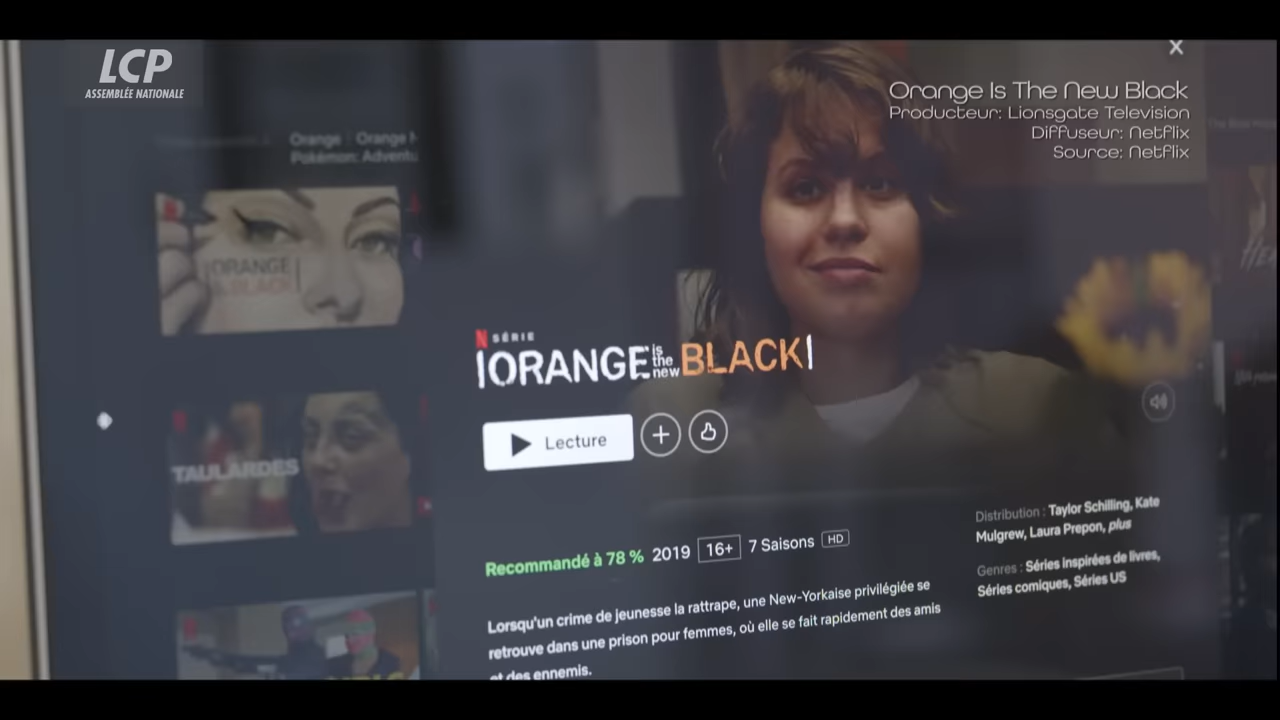 LCP
ASSEMBLÉE NATIONALE
Orange Is The New Black
Producteur: Lionsgate Television
Diffuseur: Netflix
Source: Netflix
Orange Orange
Pokémon:
ORANGE
BLACK
TAULARDES
N SÉRIE
ORANGE is the new BLACK
Lecture
Recommandé à 78 % 2019 16+ 7 Saisons HD
Lorsqu'un crime de jeunesse la rattrape, une New-Yorkaise privilégiée se
retrouve dans une prison pour femmes, où elle se fait rapidement des amis
et des ennemis.
Distribution : Taylor Schilling, Kate
Mulgrew, Laura Prepon, plus
Genres : Séries inspirées de livres,
Séries comiques, Séries US